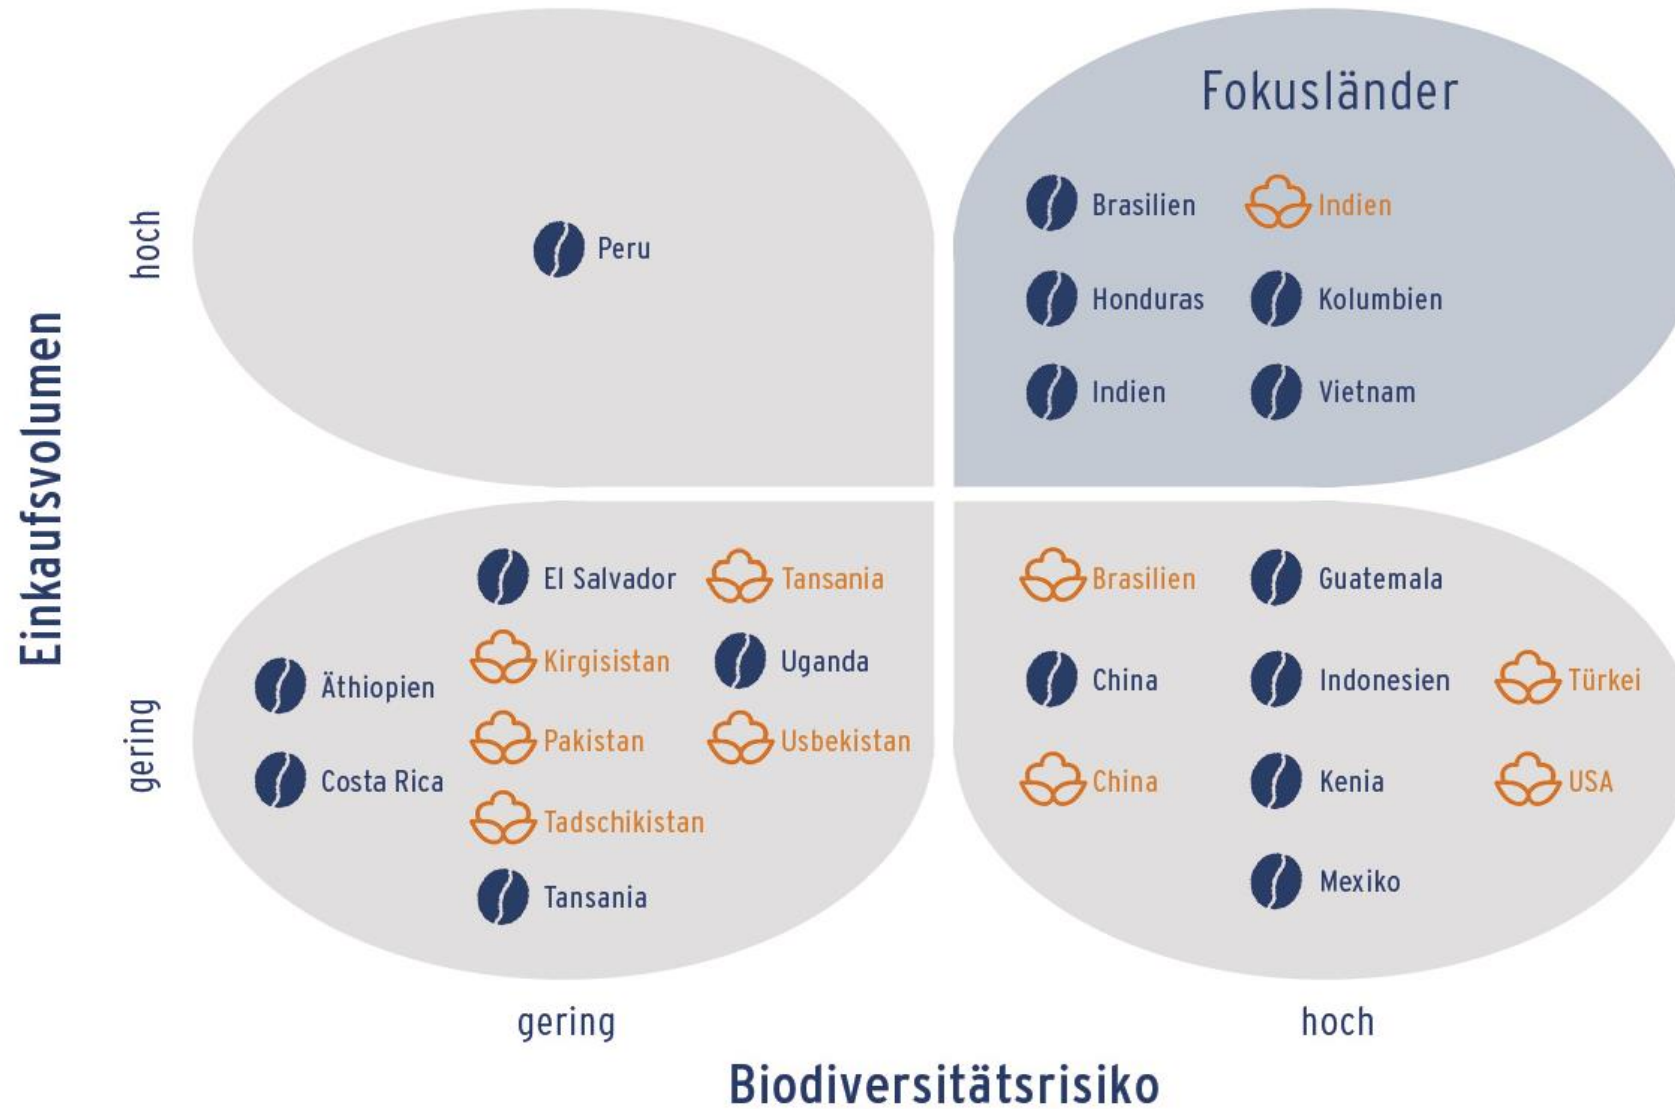 Einkaufsvolumen
hoch
gering
Peru
Fokusländer
Brasilien
Indien
Honduras
Kolumbien
Indien
Vietnam
Äthiopien
Costa Rica
El Salvador
Kirgisistan
Pakistan
Tadschikistan
Tansania
Tansania
Uganda
Usbekistan
Brasilien
China
China
Guatemala
Indonesien
Kenia
Mexiko
Türkei
USA
gering
hoch
Biodiversitätsrisiko